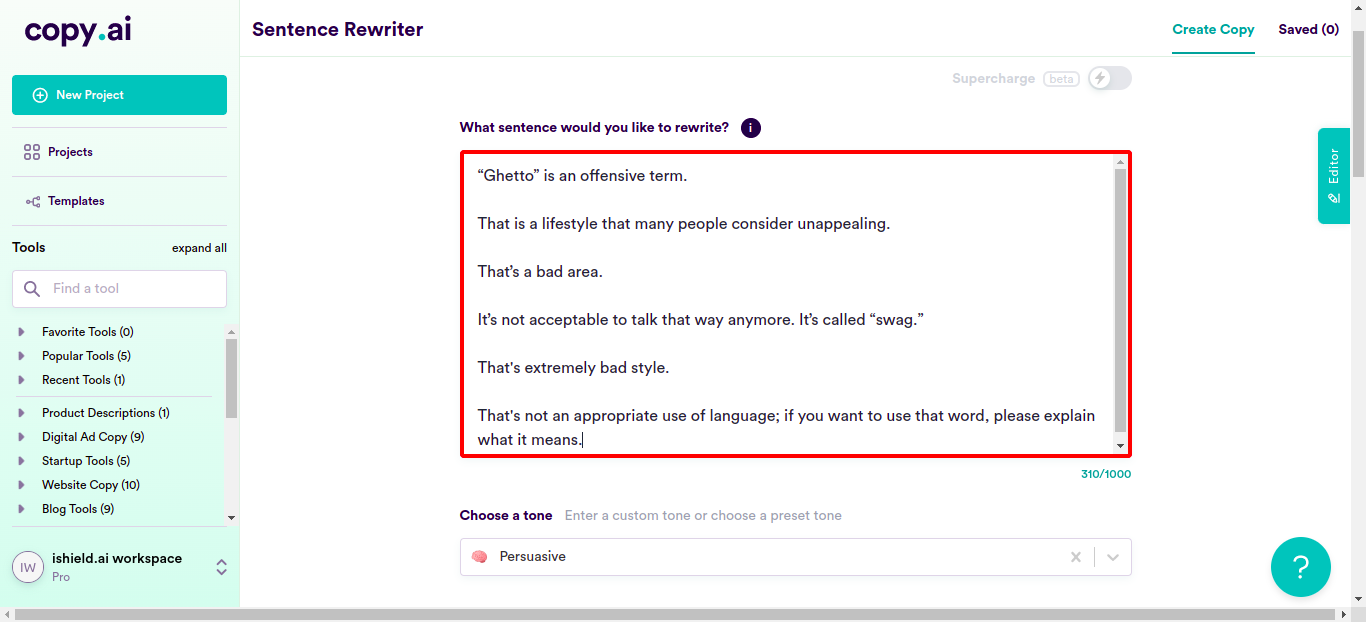 copy.ai
Sentence Rewriter
Create Copy
Saved (0)
New Project
Projects
Templates
Tools
expand all
Find a tool
Favorite Tools (0)
Popular Tools (5)
Recent Tools (1)
Product Descriptions (1)
Digital Ad Copy (9)
Startup Tools (5)
Website Copy (10)
Blog Tools (9)
IW
ishield.ai workspace
Pro
Supercharge beta
What sentence would you like to rewrite? i
“Ghetto” is an offensive term.
That is a lifestyle that many people consider unappealing.
That’s a bad area.
It’s not acceptable to talk that way anymore. It’s called “swag.”
That's extremely bad style.
That's not an appropriate use of language; if you want to use that word, please explain
what it means.
310/1000
Choose a tone Enter a custom tone or choose a preset tone
Persuasive
Editor
?